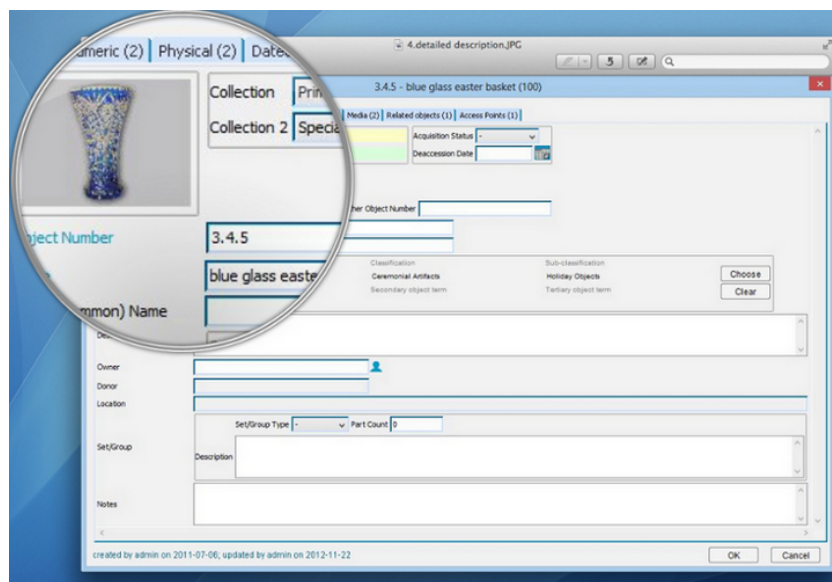 4.detailed description.JPG
3.4.5 - blue glass easter basket (100)
umeric (2) Physical (2) Date
Media (2) Related objects (1) Access Points (1)
Collection Prin
Collection 2 Specia
Acquisition Status -
Deaccession Date
her Object Number
bject Number 3.4.5
blue glass easte
Classification Sub-classification
Ceremonial Artifacts Holiday Objects Choose
Secondary object term Tertiary object term Clear
mmon) Name
Owner
Donor
Location
Set/Group Type - Part Count 0
Set/Group
Description
Notes
created by admin on 2011-07-06; updated by admin on 2012-11-22 OK Cancel